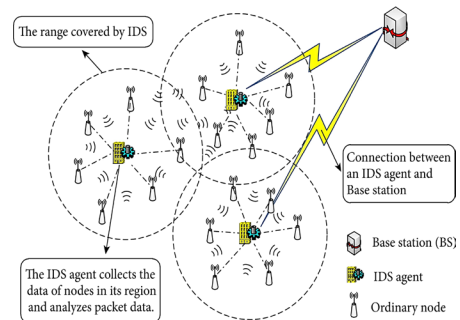 The range covered by IDS
Connection between
an IDS agent and
Base station
Base station (BS)
The IDS agent collects the
data of nodes in its region
and analyzes packet data.
IDS agent
Ordinary node